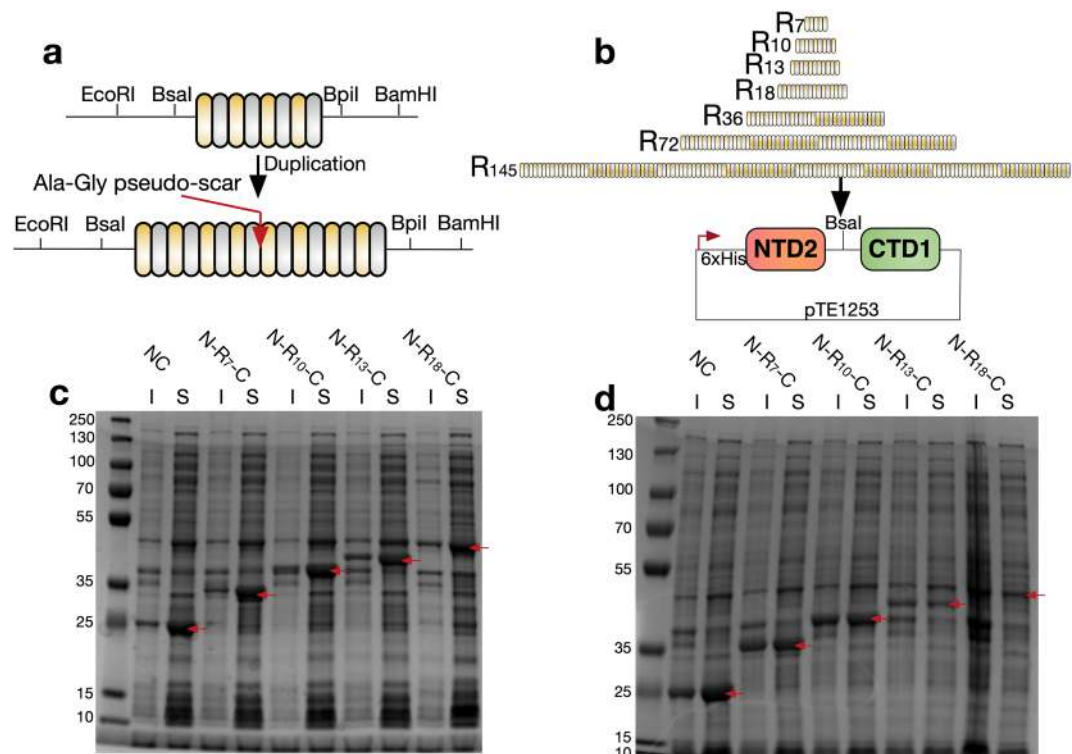 a
EcoRI BsaI BpiI BamHI
Duplication
Ala-Gly pseudo-scar
EcoRI BsaI BpiI BamHI
b
R7
R10
R13
R18
R36
R72
R145
BsaI
6xHis NTD2 CTD1
pTE1253
c
NC N-R7-C N-R10-C N-R13-C N-R18-C
I S I S I S I S I S
250
130
100
70
55
35
25
15
10
d
NC N-R7-C N-R10-C N-R13-C N-R18-C
I S I S I S I S I S
250
130
100
70
55
35
25
15
10